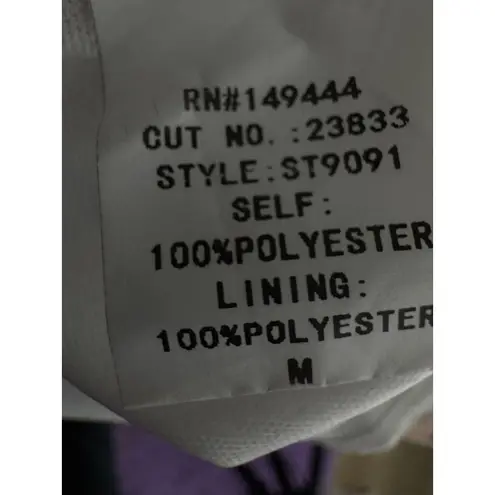 RN#149444
CUT NO.:23833
STYLE:ST9091
SELF:
100%POLYESTER
LINING:
100%POLYESTER
M